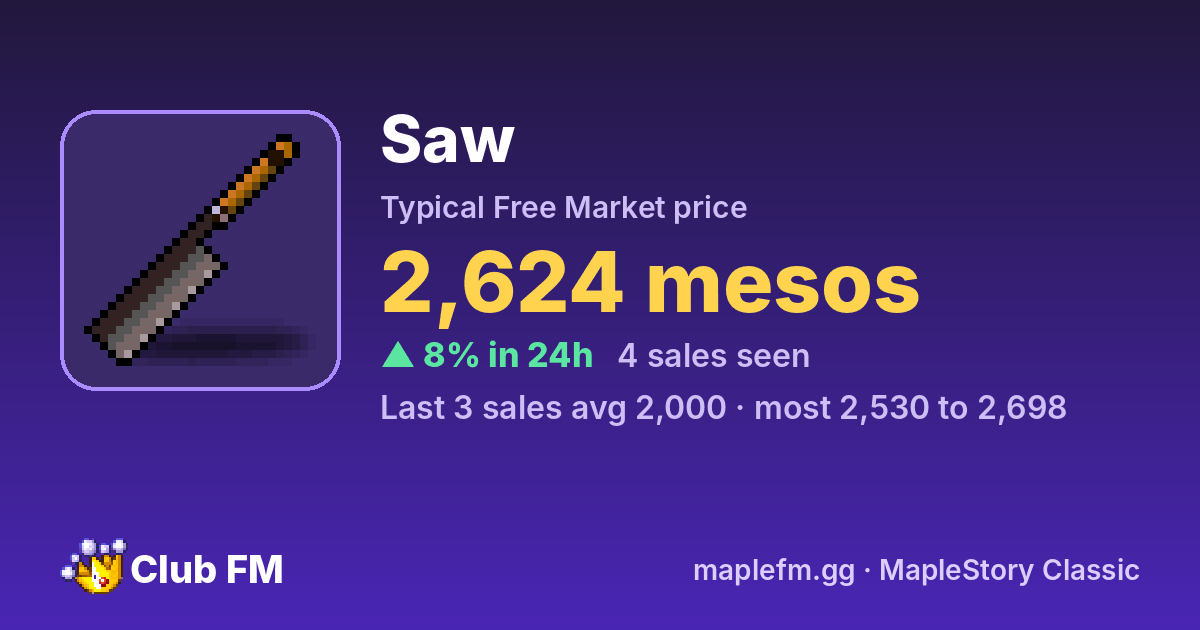 Saw
Typical Free Market price
2,624 mesos
▲ 8% in 24h 4 sales seen
Last 3 sales avg 2,000 · most 2,530 to 2,698
Club FM
maplefm.gg · MapleStory Classic